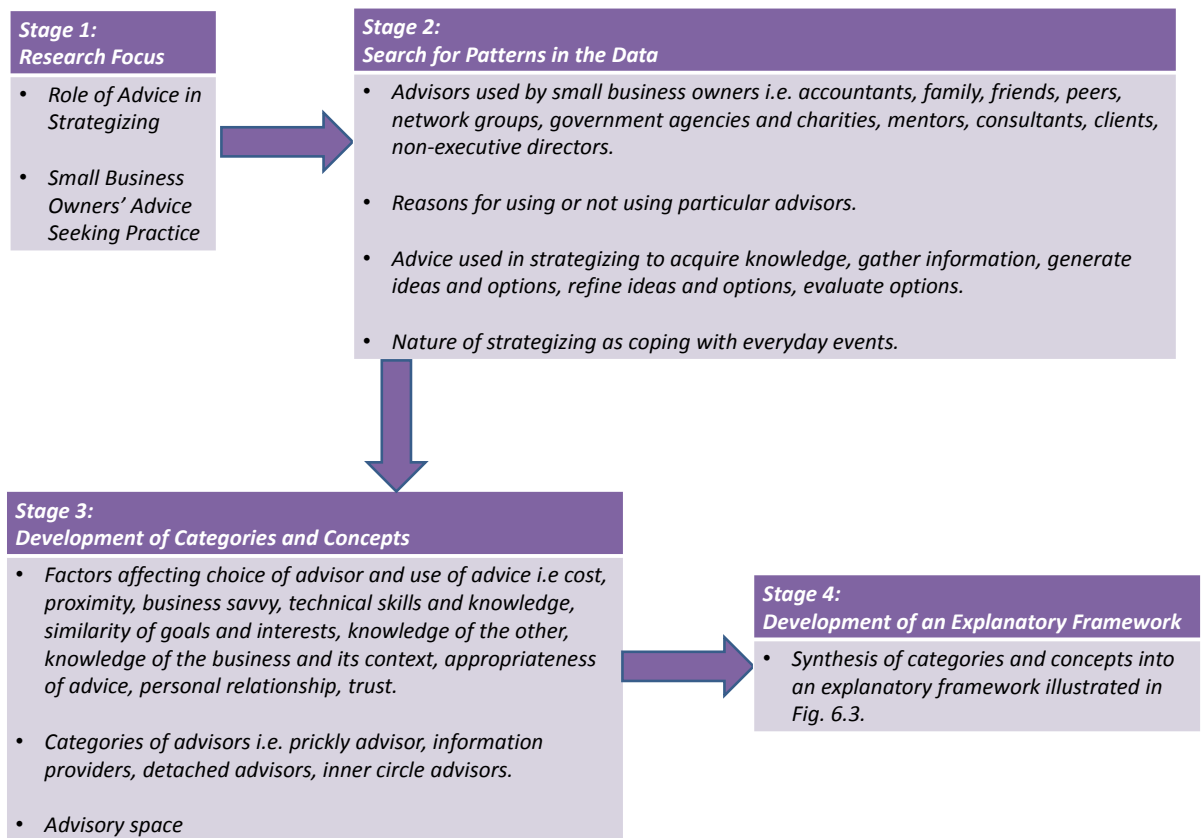 Stage 1:
Research Focus
• Role of Advice in
Strategizing
• Small Business
Owners' Advice
Seeking Practice
Stage 2:
Search for Patterns in the Data
• Advisors used by small business owners i.e. accountants, family, friends, peers,
network groups, government agencies and charities, mentors, consultants, clients,
non-executive directors.
• Reasons for using or not using particular advisors.
• Advice used in strategizing to acquire knowledge, gather information, generate
ideas and options, refine ideas and options, evaluate options.
• Nature of strategizing as coping with everyday events.
Stage 3:
Development of Categories and Concepts
• Factors affecting choice of advisor and use of advice i.e cost,
proximity, business savvy, technical skills and knowledge,
similarity of goals and interests, knowledge of the other,
knowledge of the business and its context, appropriateness
of advice, personal relationship, trust.
• Categories of advisors i.e. prickly advisor, information
providers, detached advisors, inner circle advisors.
• Advisory space
Stage 4:
Development of an Explanatory Framework
• Synthesis of categories and concepts into
an explanatory framework illustrated in
Fig. 6.3.